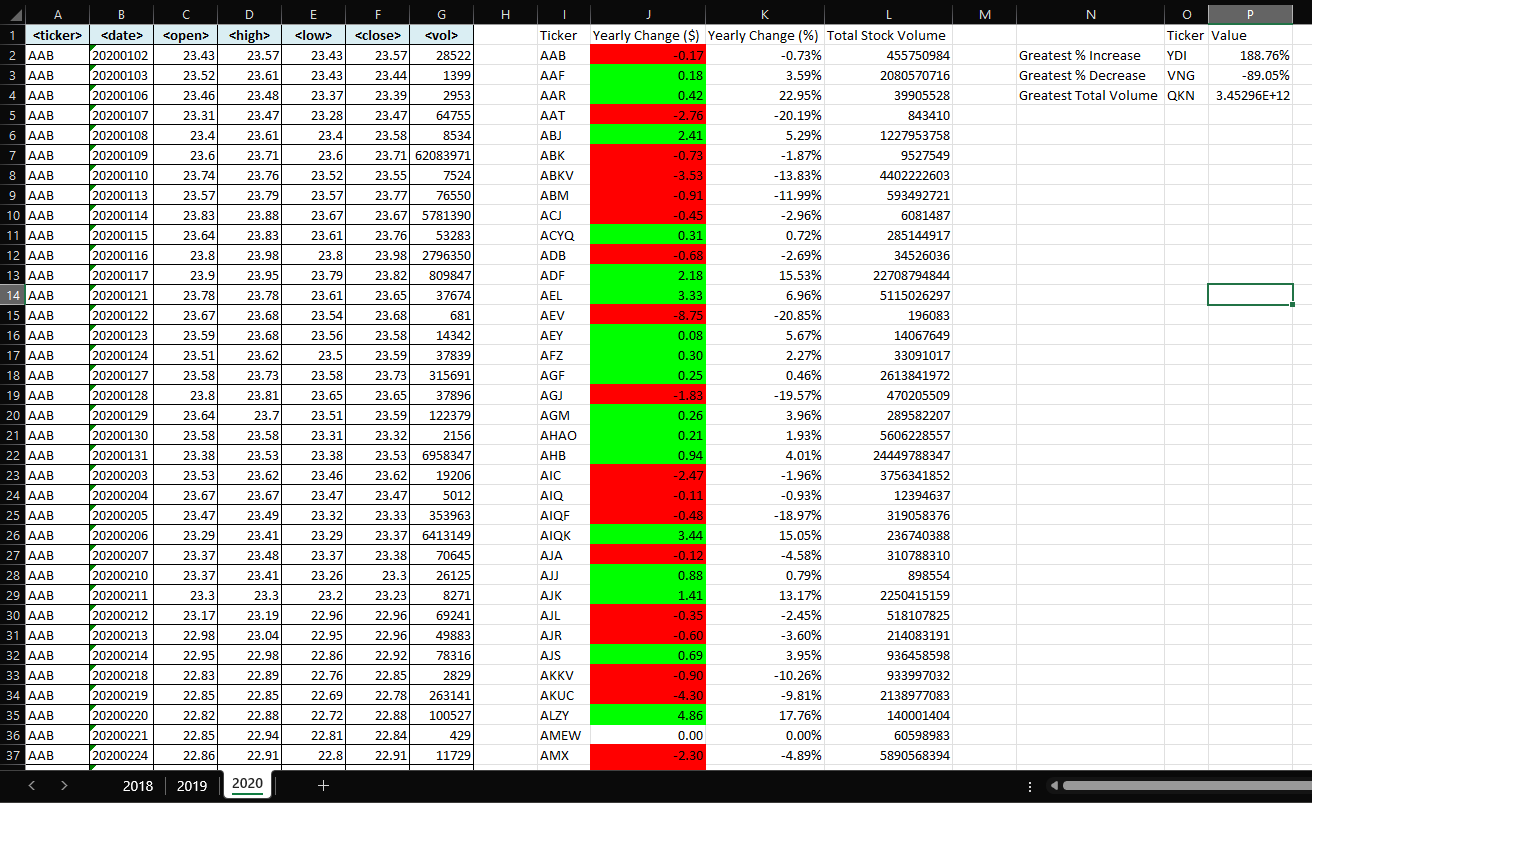 A B C D E F G H I J K L M N O P
1 <ticker> <date> <open> <high> <low> <close> <vol> Ticker Yearly Change ($) Yearly Change (%) Total Stock Volume Ticker Value
2 AAB 20200102 23.43 23.57 23.43 23.57 28522 AAB -0.17 -0.73% 455750984 Greatest % Increase YDI 188.76%
3 AAB 20200103 23.52 23.61 23.43 23.44 1399 AAF 0.18 3.59% 2080570716 Greatest % Decrease VNG -89.05%
4 AAB 20200106 23.46 23.48 23.37 23.39 2953 AAR 0.42 22.95% 39905528 Greatest Total Volume QKN 3.45296E+12
5 AAB 20200107 23.31 23.47 23.28 23.47 64755 AAT -2.76 -20.19% 843410
6 AAB 20200108 23.4 23.61 23.4 23.58 8534 ABJ 2.41 5.29% 1227953758
7 AAB 20200109 23.6 23.71 23.6 23.71 62083971 ABK -0.73 -1.87% 9527549
8 AAB 20200110 23.74 23.76 23.52 23.55 7524 ABKV -3.53 -13.83% 4402222603
9 AAB 20200113 23.57 23.79 23.57 23.77 76550 ABM -0.91 -11.99% 593492721
10 AAB 20200114 23.83 23.88 23.67 23.67 5781390 ACJ -0.45 -2.96% 6081487
11 AAB 20200115 23.64 23.83 23.61 23.76 53283 ACYQ 0.31 0.72% 285144917
12 AAB 20200116 23.8 23.98 23.8 23.98 2796350 ADB -0.68 -2.69% 34526036
13 AAB 20200117 23.9 23.95 23.79 23.82 809847 ADF 2.18 15.53% 22708794844
14 AAB 20200121 23.78 23.78 23.61 23.65 37674 AEL 3.33 6.96% 5115026297
15 AAB 20200122 23.67 23.68 23.54 23.68 681 AEV -8.75 -20.85% 196083
16 AAB 20200123 23.59 23.68 23.56 23.58 14342 AEY 0.08 5.67% 14067649
17 AAB 20200124 23.51 23.62 23.5 23.59 37839 AFZ 0.30 2.27% 33091017
18 AAB 20200127 23.58 23.73 23.58 23.73 315691 AGF 0.25 0.46% 2613841972
19 AAB 20200128 23.8 23.81 23.65 23.65 37896 AGJ -1.83 -19.57% 470205509
20 AAB 20200129 23.64 23.7 23.51 23.59 122379 AGM 0.26 3.96% 289582207
21 AAB 20200130 23.58 23.58 23.31 23.32 2156 AHAO 0.21 1.93% 5606228557
22 AAB 20200131 23.38 23.53 23.38 23.53 6958347 AHB 0.94 4.01% 24449788347
23 AAB 20200203 23.53 23.62 23.46 23.62 19206 AIC -2.47 -1.96% 3756341852
24 AAB 20200204 23.67 23.67 23.47 23.47 5012 AIQ -0.11 -0.93% 12394637
25 AAB 20200205 23.47 23.49 23.32 23.33 353963 AIQF -0.48 -18.97% 319058376
26 AAB 20200206 23.29 23.41 23.29 23.37 6413149 AIQK 3.44 15.05% 236740388
27 AAB 20200207 23.37 23.48 23.37 23.38 70645 AJA -0.12 -4.58% 310788310
28 AAB 20200210 23.37 23.41 23.26 23.3 26125 AJJ 0.88 0.79% 898554
29 AAB 20200211 23.3 23.3 23.2 23.23 8271 AJK 1.41 13.17% 2250415159
30 AAB 20200212 23.17 23.19 22.96 22.96 69241 AJL -0.35 -2.45% 518107825
31 AAB 20200213 22.98 23.04 22.95 22.96 49883 AJR -0.60 -3.60% 214083191
32 AAB 20200214 22.95 22.98 22.86 22.92 78316 AJS 0.69 3.95% 936458598
33 AAB 20200218 22.83 22.89 22.76 22.85 2829 AKKV -0.90 -10.26% 933997032
34 AAB 20200219 22.85 22.85 22.69 22.78 263141 AKUC -4.30 -9.81% 2138977083
35 AAB 20200220 22.82 22.88 22.72 22.88 100527 ALZY 4.86 17.76% 140001404
36 AAB 20200221 22.85 22.94 22.81 22.84 429 AMEW 0.00 0.00% 60598983
37 AAB 20200224 22.86 22.91 22.8 22.91 11729 AMX -2.30 -4.89% 5890568394
2018 2019 2020